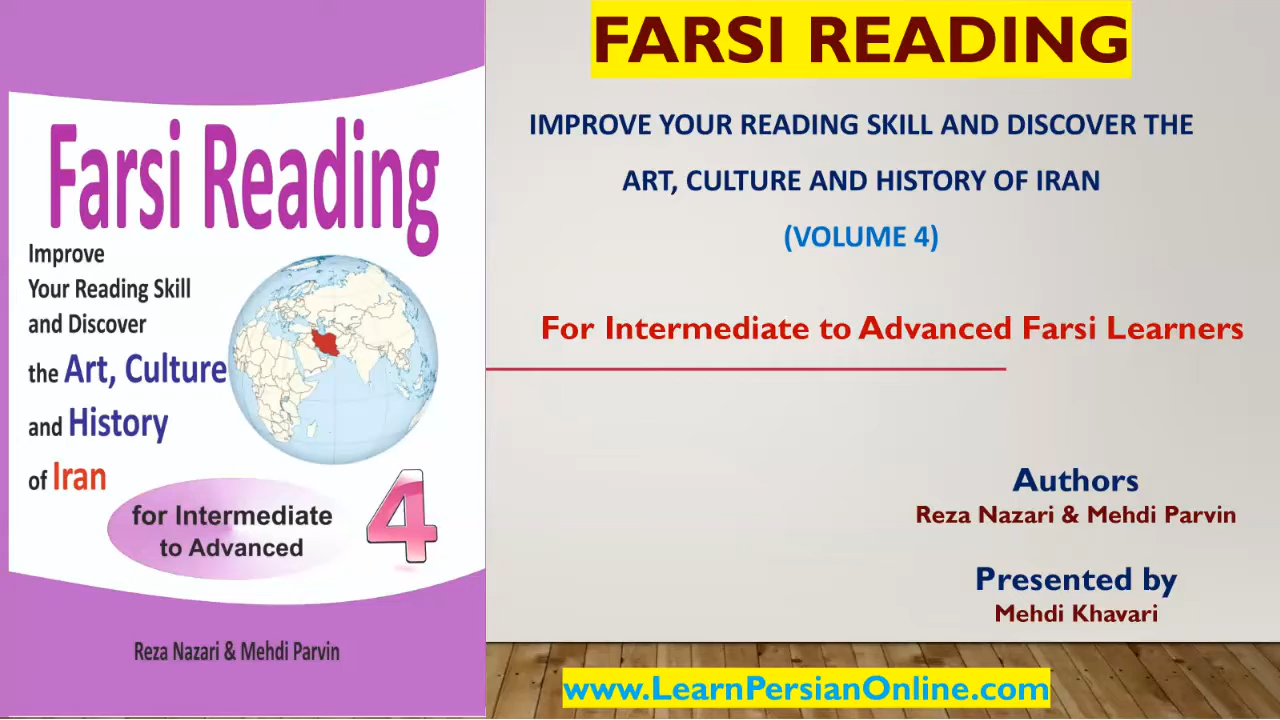 Farsi Reading
Improve
Your Reading Skill
and Discover
the Art, Culture
and History
of Iran
for Intermediate
to Advanced
4
Reza Nazari & Mehdi Parvin
FARSI READING
IMPROVE YOUR READING SKILL AND DISCOVER THE
ART, CULTURE AND HISTORY OF IRAN
(VOLUME 4)
For Intermediate to Advanced Farsi Learners
Authors
Reza Nazari & Mehdi Parvin
Presented by
Mehdi Khavari
www.LearnPersianOnline.com